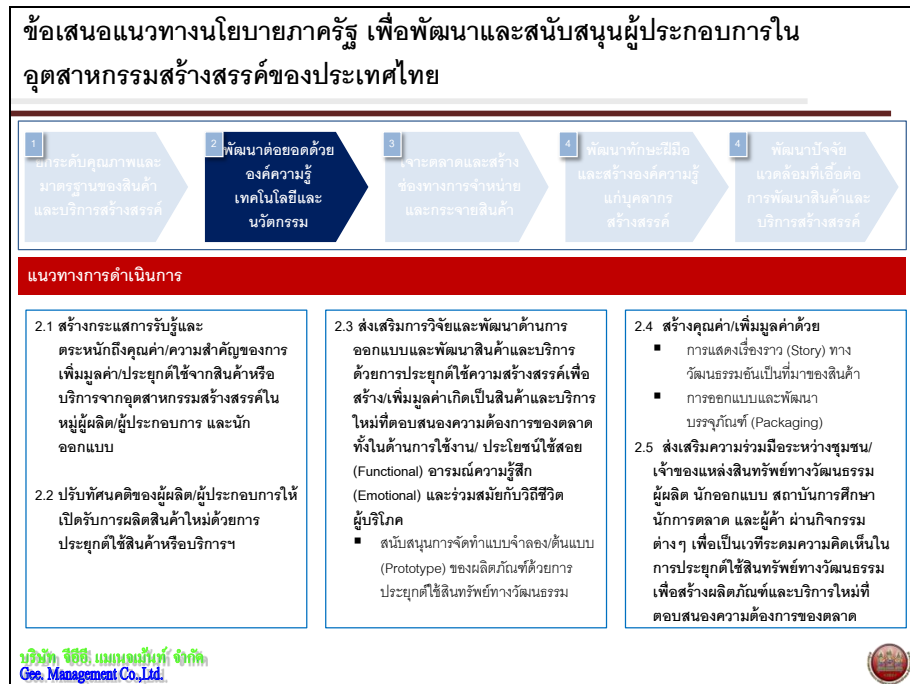 ข้อเสนอแนวทางนโยบายภาครัฐ เพื่อพัฒนาและสนับสนุนผู้ประกอบการใน
อุตสาหกรรมสร้างสรรค์ของประเทศไทย
1
ยกระดับคุณภาพและ
มาตรฐานของสินค้า
และบริการสร้างสรรค์
2
พัฒนาต่อยอดด้วย
องค์ความรู้
เทคโนโลยีและ
นวัตกรรม
3
เจาะตลาดและสร้าง
ช่องทางการจำหน่าย
และกระจายสินค้า
4
พัฒนาทักษะฝีมือ
และสร้างองค์ความรู้
แก่บุคลากร
สร้างสรรค์
4
พัฒนาปัจจัย
แวดล้อมที่เอื้อต่อ
การพัฒนาสินค้าและ
บริการสร้างสรรค์
แนวทางการดำเนินการ
2.1 สร้างกระแสการรับรู้และ
ตระหนักถึงคุณค่า/ความสำคัญของการ
เพิ่มมูลค่า/ประยุกต์ใช้จากสินค้าหรือ
บริการจากอุตสาหกรรมสร้างสรรค์ใน
หมู่ผู้ผลิต/ผู้ประกอบการ และนัก
ออกแบบ
2.2 ปรับทัศนคติของผู้ผลิต/ผู้ประกอบการให้
เปิดรับการผลิตสินค้าใหม่ด้วยการ
ประยุกต์ใช้สินค้าหรือบริการฯ
2.3 ส่งเสริมการวิจัยและพัฒนาด้านการ
ออกแบบและพัฒนาสินค้าและบริการ
ด้วยการประยุกต์ใช้ความสร้างสรรค์เพื่อ
สร้าง/เพิ่มมูลค่าเกิดเป็นสินค้าและบริการ
ใหม่ที่ตอบสนองความต้องการของตลาด
ทั้งในด้านการใช้งาน/ ประโยชน์ใช้สอย
(Functional) อารมณ์ความรู้สึก
(Emotional) และร่วมสมัยกับวิถีชีวิต
ผู้บริโภค
▪ สนับสนุนการจัดทำแบบจำลอง/ต้นแบบ
(Prototype) ของผลิตภัณฑ์ด้วยการ
ประยุกต์ใช้สินทรัพย์ทางวัฒนธรรม
2.4 สร้างคุณค่า/เพิ่มมูลค่าด้วย
▪ การแสดงเรื่องราว (Story) ทาง
วัฒนธรรมอันเป็นที่มาของสินค้า
▪ การออกแบบและพัฒนา
บรรจุภัณฑ์ (Packaging)
2.5 ส่งเสริมความร่วมมือระหว่างชุมชน/
เจ้าของแหล่งสินทรัพย์ทางวัฒนธรรม
ผู้ผลิต นักออกแบบ สถาบันการศึกษา
นักการตลาด และผู้ค้า ผ่านกิจกรรม
ต่างๆ เพื่อเป็นเวทีระดมความคิดเห็นใน
การประยุกต์ใช้สินทรัพย์ทางวัฒนธรรม
เพื่อสร้างผลิตภัณฑ์และบริการใหม่ที่
ตอบสนองความต้องการของตลาด
บริษัท จีอีอี. แมเนจเม้นท์ จำกัด
Gee. Management Co.,Ltd.